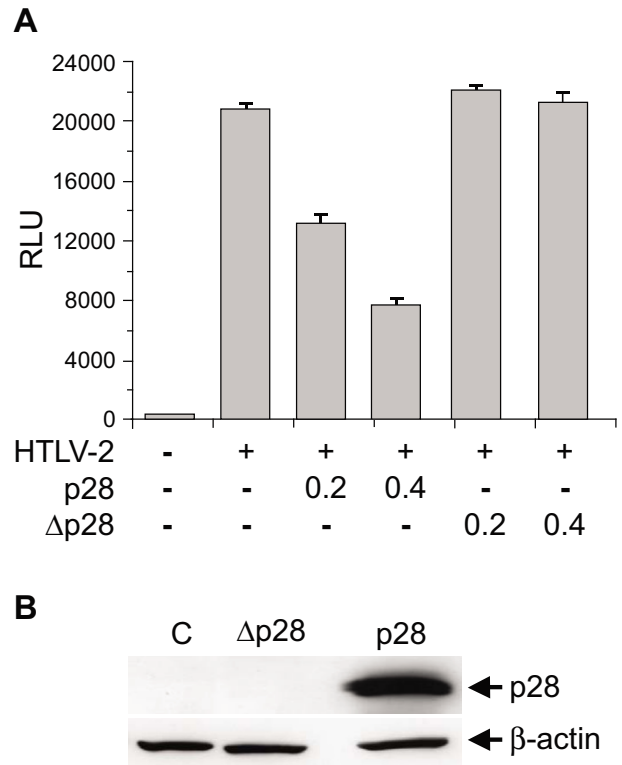 A
24000
20000
16000
12000
8000
4000
0
RLU
HTLV-2 - + + + + +
p28 - - 0.2 0.4 - -
Δp28 - - - - 0.2 0.4
B
C Δp28 p28
p28
β-actin